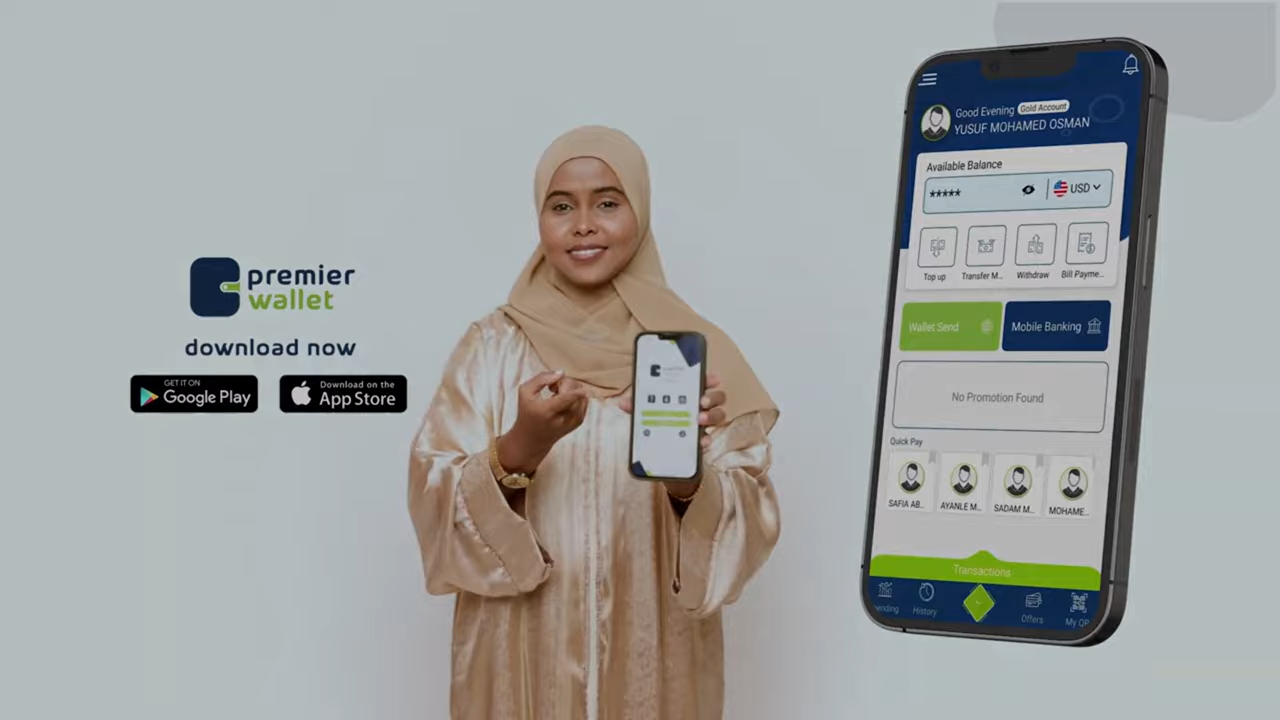 premier
wallet
download now
GET IT ON
Google Play
Download on the
App Store
Good Evening Gold Account
YUSUF MOHAMED OSMAN
Available Balance
*****
USD
Top up
Transfer M...
Withdraw
Bill Payme...
Wallet Send
Mobile Banking
No Promotion Found
Quick Pay
SAFIA AB...
AYANLE M...
SADAM M...
MOHAME...
Transactions
History
Offers
My QR